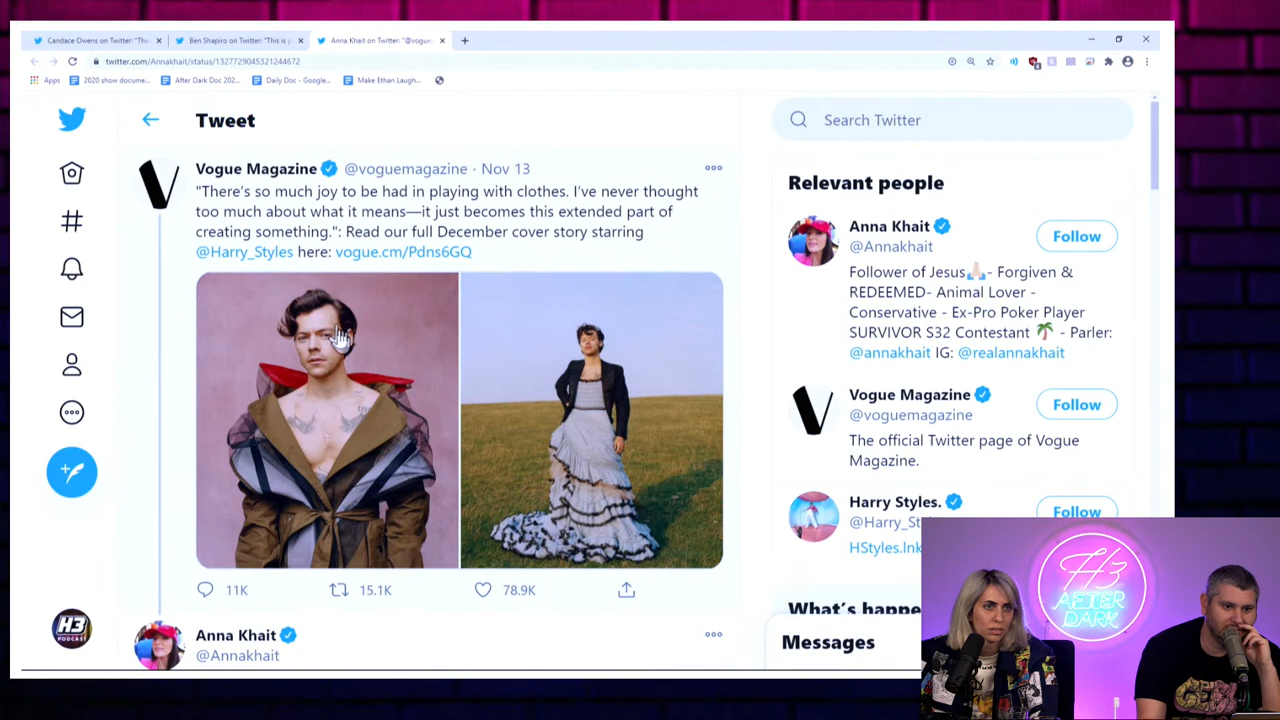 Candace Owens on Twitter: "The
Ben Shapiro on Twitter: "This is
Anna Khait on Twitter: "@vogue
twitter.com/Annakhait/status/1327729045321244672
Apps
2020 show docume...
After Dark Doc 202...
Daily Doc - Google...
Make Ethan Laugh...
Tweet
Search Twitter
Vogue Magazine @voguemagazine · Nov 13
"There's so much joy to be had in playing with clothes. I've never thought
too much about what it means—it just becomes this extended part of
creating something.": Read our full December cover story starring
@Harry_Styles here: vogue.cm/Pdns6GQ
11K
15.1K
78.9K
Anna Khait
@Annakhait
Relevant people
Anna Khait
@Annakhait
Follow
Follower of Jesus🙏🏻- Forgiven &
REDEEMED- Animal Lover -
Conservative - Ex-Pro Poker Player
SURVIVOR S32 Contestant 🌴 - Parler:
@annakhait IG: @realannakhait
Vogue Magazine
@voguemagazine
Follow
The official Twitter page of Vogue
Magazine.
Harry Styles.
@Harry_St
Follow
HStyles.lnk
What's happe
Messages
H3
PODCAST
H3
AFTER
DARK